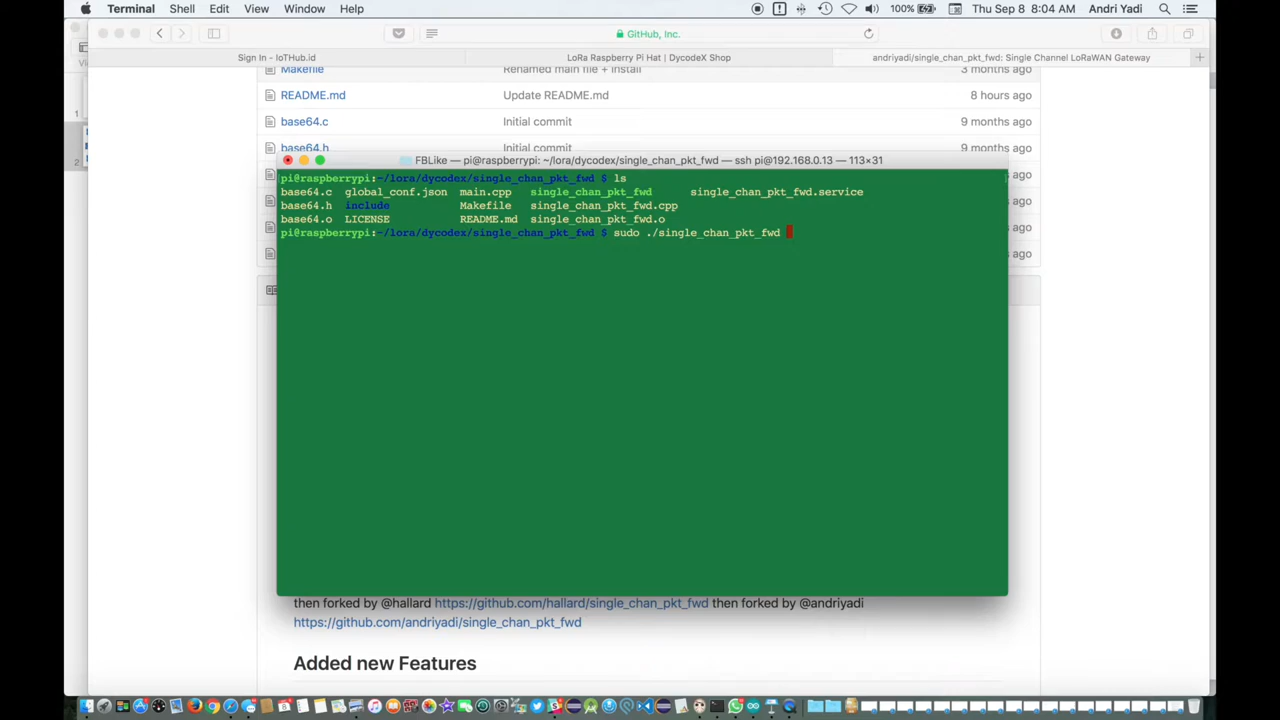 Terminal Shell Edit View Window Help 100% Thu Sep 8 8:04 AM Andri Yadi
GitHub, Inc.
Sign In - IoTHub.id LoRa Raspberry Pi Hat | DycodeX Shop andriyadi/single_chan_pkt_fwd: Single Channel LoRaWAN Gateway
Makefile Renamed main file + install 3 months ago
README.md Update README.md 8 hours ago
base64.c Initial commit 9 months ago
base64.h Initial commit 9 months ago
FBLike — pi@raspberrypi: ~/lora/dycodex/single_chan_pkt_fwd — ssh pi@192.168.0.13 — 113×31
pi@raspberrypi:~/lora/dycodex/single_chan_pkt_fwd $ ls
base64.c global_conf.json main.cpp single_chan_pkt_fwd single_chan_pkt_fwd.service
base64.h include Makefile single_chan_pkt_fwd.cpp
base64.o LICENSE README.md single_chan_pkt_fwd.o
pi@raspberrypi:~/lora/dycodex/single_chan_pkt_fwd $ sudo ./single_chan_pkt_fwd
s ago
s ago
s ago
s ago
1
2
then forked by @hallard https://github.com/hallard/single_chan_pkt_fwd then forked by @andriyadi
https://github.com/andriyadi/single_chan_pkt_fwd
Added new Features